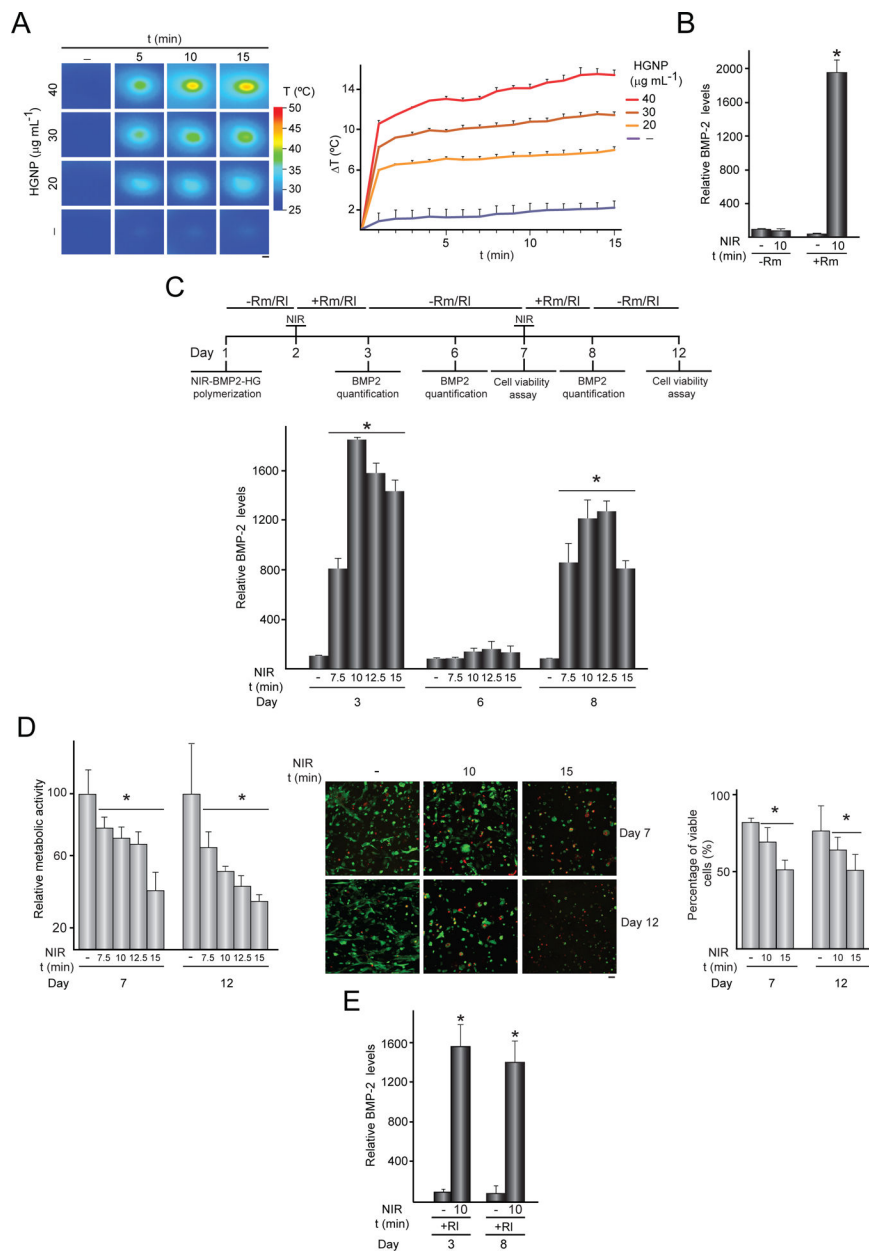 A
t (min)
– 5 10 15
HGNP (µg mL⁻¹)
40
30
20
–
T (ºC)
50
45
40
35
30
25
ΔT (ºC)
14
10
6
2
5 10 15
t (min)
HGNP
(µg mL⁻¹)
40
30
20
–
B
Relative BMP-2 levels
2000
1600
1200
800
400
*
NIR - 10 - 10
t (min) -Rm +Rm
C
-Rm/RI +Rm/RI -Rm/RI +Rm/RI -Rm/RI
NIR NIR
Day 1 2 3 6 7 8 12
NIR-BMP2-HG polymerization
BMP2 quantification
BMP2 quantification
Cell viability assay
BMP2 quantification
Cell viability assay
Relative BMP-2 levels
1600
1200
800
400
* *
NIR - 7.5 10 12.5 15 - 7.5 10 12.5 15 - 7.5 10 12.5 15
t (min)
Day 3 6 8
D
Relative metabolic activity
100
60
20
* *
NIR - 7.5 10 12.5 15 - 7.5 10 12.5 15
t (min)
Day 7 12
NIR
t (min) - 10 15
Day 7
Day 12
Percentage of viable
cells (%)
100
50
* *
NIR - 10 15 - 10 15
t (min)
Day 7 12
E
Relative BMP-2 levels
1600
1200
800
400
* *
NIR - 10 - 10
t (min) +RI +RI
Day 3 8